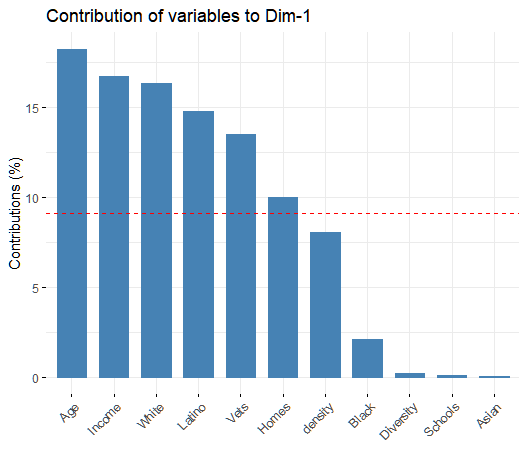 Contribution of variables to Dim-1
Contributions (%)
15
10
5
0
Age
Income
White
Latino
Vets
Homes
density
Black
Diversity
Schools
Asian